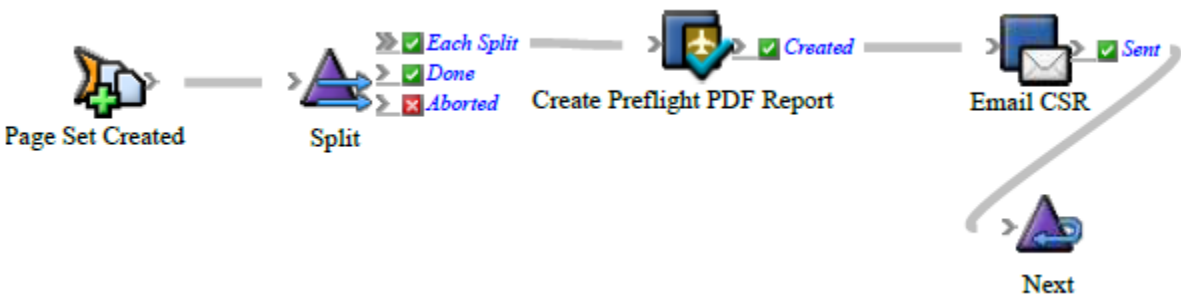 Each Split
Done
Aborted
Created
Sent
Page Set Created
Split
Create Preflight PDF Report
Email CSR
Next